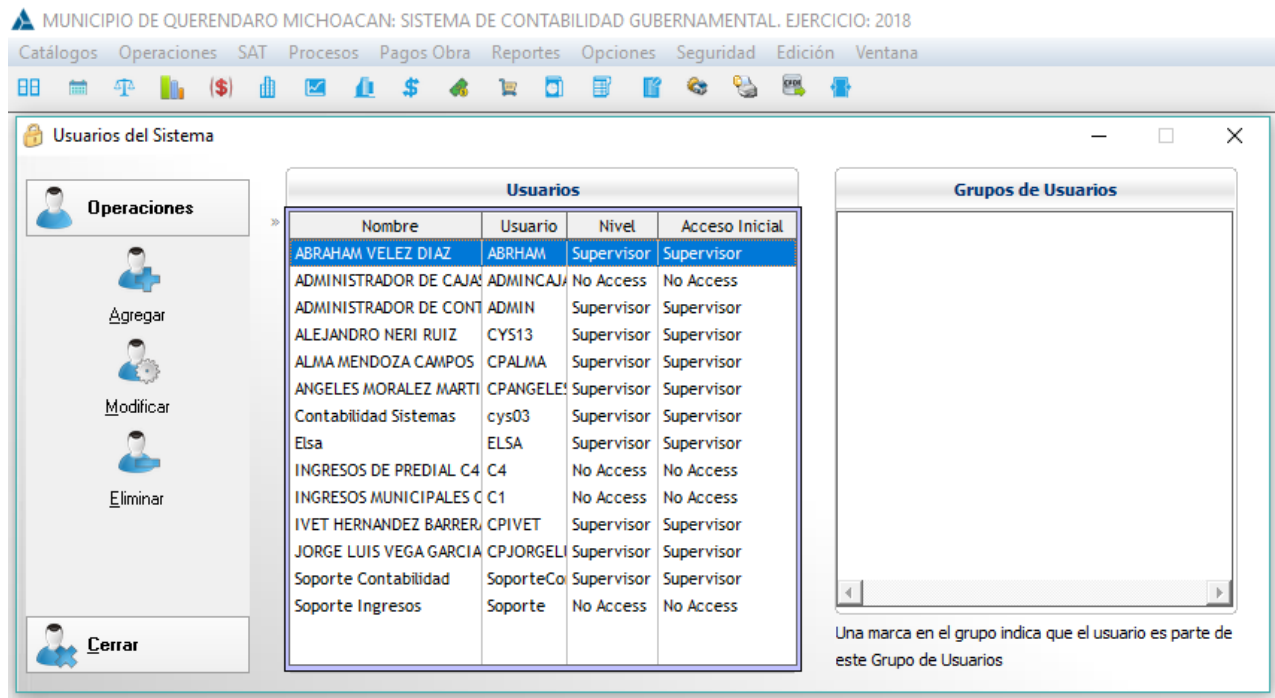 MUNICIPIO DE QUERENDARO MICHOACAN: SISTEMA DE CONTABILIDAD GUBERNAMENTAL. EJERCICIO: 2018
Catálogos Operaciones SAT Procesos Pagos Obra Reportes Opciones Seguridad Edición Ventana
Usuarios del Sistema
Operaciones
Agregar
Modificar
Eliminar
Cerrar
Usuarios
Nombre Usuario Nivel Acceso Inicial
ABRAHAM VELEZ DIAZ ABRHAM Supervisor Supervisor
ADMINISTRADOR DE CAJAS ADMINCAJA No Access No Access
ADMINISTRADOR DE CONT ADMIN Supervisor Supervisor
ALEJANDRO NERI RUIZ CYS13 Supervisor Supervisor
ALMA MENDOZA CAMPOS CPALMA Supervisor Supervisor
ANGELES MORALEZ MARTI CPANGELES Supervisor Supervisor
Contabilidad Sistemas cys03 Supervisor Supervisor
Elsa ELSA Supervisor Supervisor
INGRESOS DE PREDIAL C4 C4 No Access No Access
INGRESOS MUNICIPALES C C1 No Access No Access
IVET HERNANDEZ BARRERA CPIVET Supervisor Supervisor
JORGE LUIS VEGA GARCIA CPJORGELU Supervisor Supervisor
Soporte Contabilidad SoporteCo Supervisor Supervisor
Soporte Ingresos Soporte No Access No Access
Grupos de Usuarios
Una marca en el grupo indica que el usuario es parte de
este Grupo de Usuarios